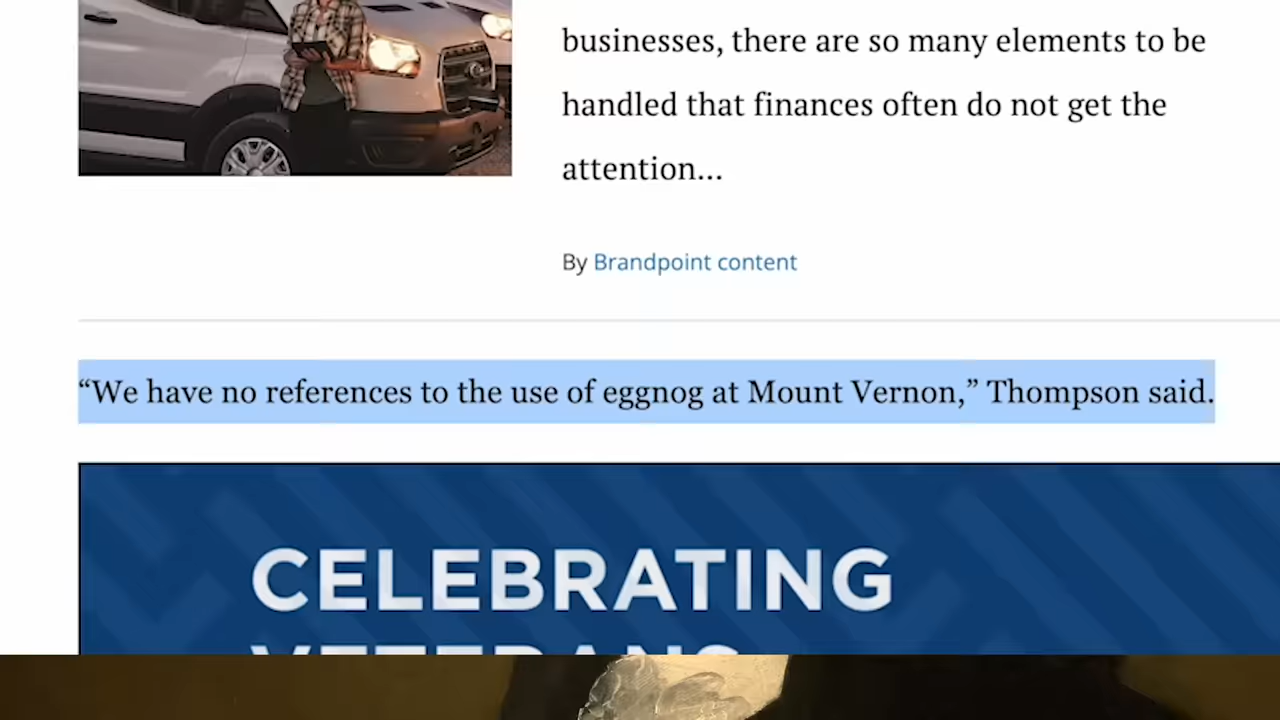 businesses, there are so many elements to be
handled that finances often do not get the
attention...
By Brandpoint content
“We have no references to the use of eggnog at Mount Vernon,” Thompson said.
CELEBRATING
VETERANS